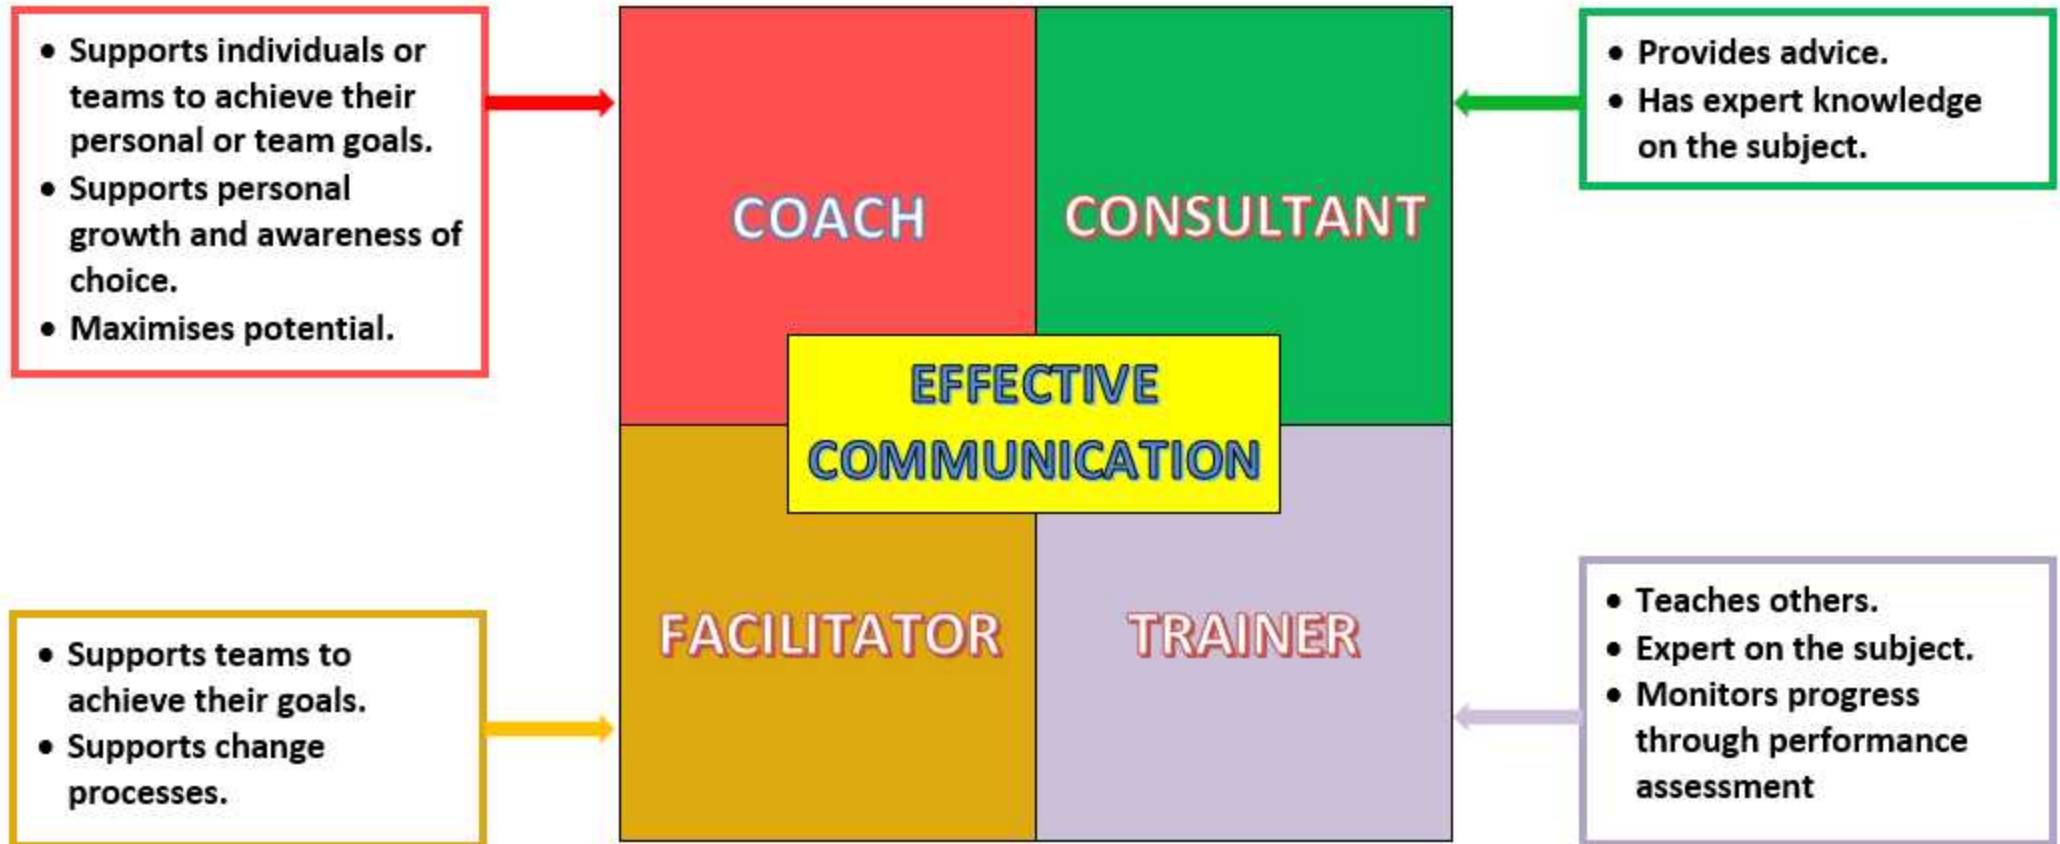 • Supports individuals or
teams to achieve their
personal or team goals.
• Supports personal
growth and awareness of
choice.
• Maximises potential.
COACH
CONSULTANT
• Provides advice.
• Has expert knowledge
on the subject.
EFFECTIVE
COMMUNICATION
• Supports teams to
achieve their goals.
• Supports change
processes.
FACILITATOR
TRAINER
• Teaches others.
• Expert on the subject.
• Monitors progress
through performance
assessment